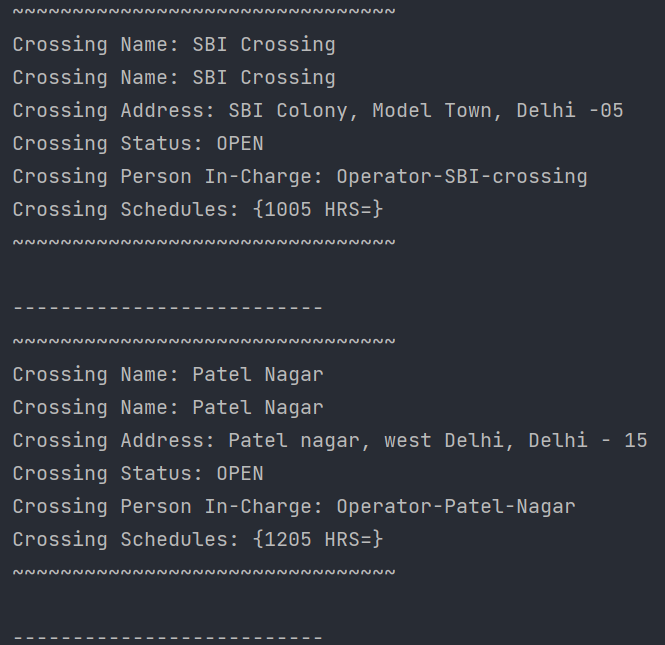 ~~~~~~~~~~~~~~~~~~~~~~~~~~~~~~~~
Crossing Name: SBI Crossing
Crossing Name: SBI Crossing
Crossing Address: SBI Colony, Model Town, Delhi -05
Crossing Status: OPEN
Crossing Person In-Charge: Operator-SBI-crossing
Crossing Schedules: {1005 HRS=}
~~~~~~~~~~~~~~~~~~~~~~~~~~~~~~~~
--------------------------
~~~~~~~~~~~~~~~~~~~~~~~~~~~~~~~~
Crossing Name: Patel Nagar
Crossing Name: Patel Nagar
Crossing Address: Patel nagar, west Delhi, Delhi - 15
Crossing Status: OPEN
Crossing Person In-Charge: Operator-Patel-Nagar
Crossing Schedules: {1205 HRS=}
~~~~~~~~~~~~~~~~~~~~~~~~~~~~~~~~
--------------------------